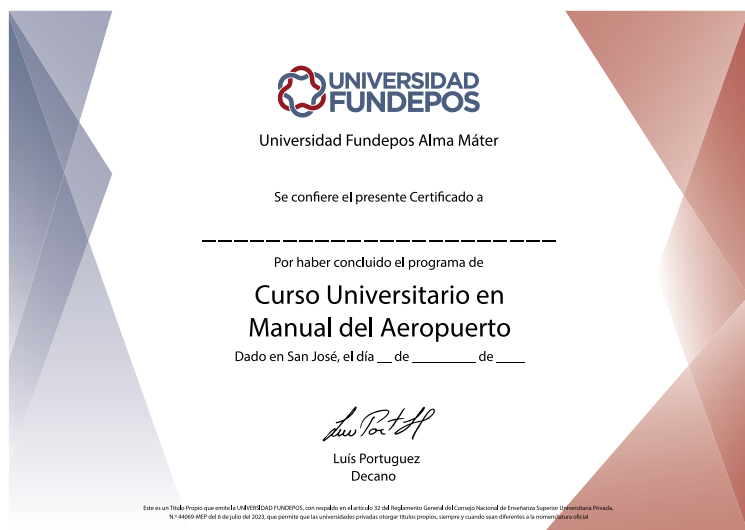 UNIVERSIDAD
FUNDEPOS
Universidad Fundepos Alma Máter
Se confiere el presente Certificado a
Por haber concluido el programa de
Curso Universitario en
Manual del Aeropuerto
Dado en San José, el día __ de ________ de ____
Luís Portuguez
Decano
Este es un Título Propio que emite la UNIVERSIDAD FUNDEPOS, con respaldo en el artículo 32 del Reglamento General del Consejo Nacional de Enseñanza Superior Universitaria Privada,
N.º 44069-MEP del 6 de julio del 2023, que permite que las universidades privadas otorgar títulos propios, siempre y cuando sean diferentes a la nomenclatura oficial